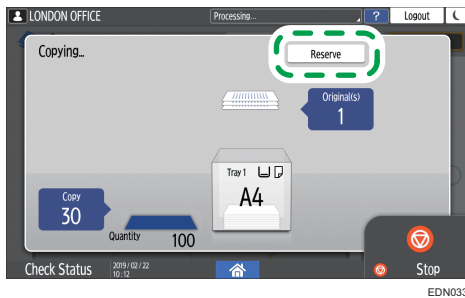 LONDON OFFICE
Processing...
?
Logout
Copying...
Reserve
Original(s)
1
Tray 1
A4
Copy
30
Quantity
100
Check Status
2019 / 02 / 22
10 : 12
Stop
EDN033